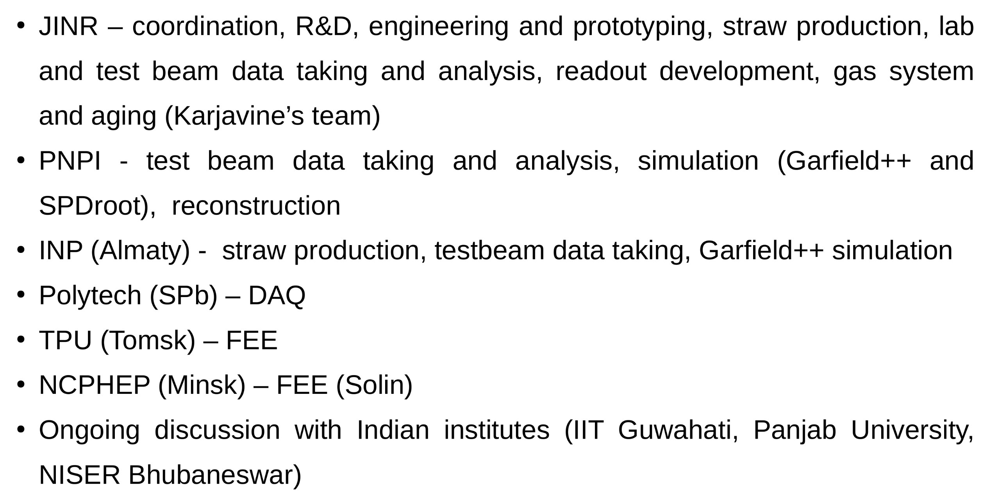 • JINR – coordination, R&D, engineering and prototyping, straw production, lab
and test beam data taking and analysis, readout development, gas system
and aging (Karjavine’s team)
• PNPI - test beam data taking and analysis, simulation (Garfield++ and
SPDroot),  reconstruction
• INP (Almaty) -  straw production, testbeam data taking, Garfield++ simulation
• Polytech (SPb) – DAQ
• TPU (Tomsk) – FEE
• NCPHEP (Minsk) – FEE (Solin)
• Ongoing discussion with Indian institutes (IIT Guwahati, Panjab University,
NISER Bhubaneswar)